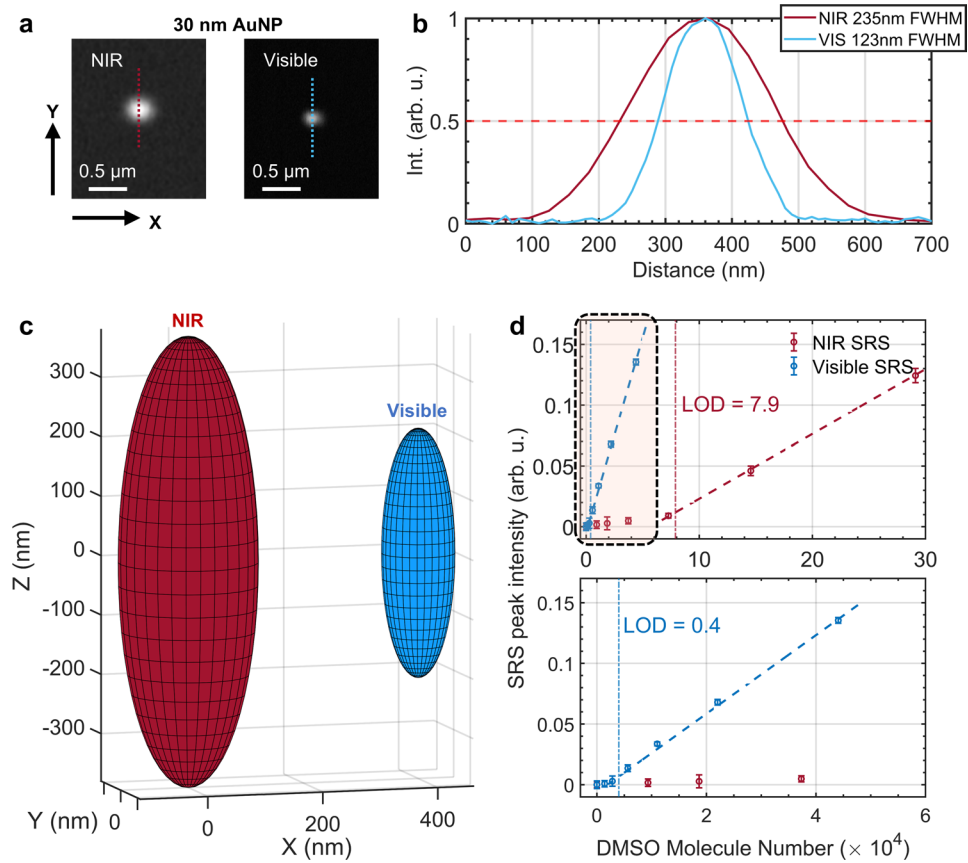 a
30 nm AuNP
NIR
Visible
Y
0.5 μm
0.5 μm
X
b
NIR 235nm FWHM
VIS 123nm FWHM
1
0.5
0
Int. (arb. u.)
0 100 200 300 400 500 600 700
Distance (nm)
c
NIR
Visible
300
200
100
0
-100
-200
-300
Z (nm)
Y (nm) 0
0 200 400
X (nm)
d
NIR SRS
Visible SRS
LOD = 7.9
0.15
0.1
0.05
0
10 20 30
SRS peak intensity (arb. u.)
LOD = 0.4
0.15
0.1
0.05
0
0 2 4 6
DMSO Molecule Number (× 10⁴)